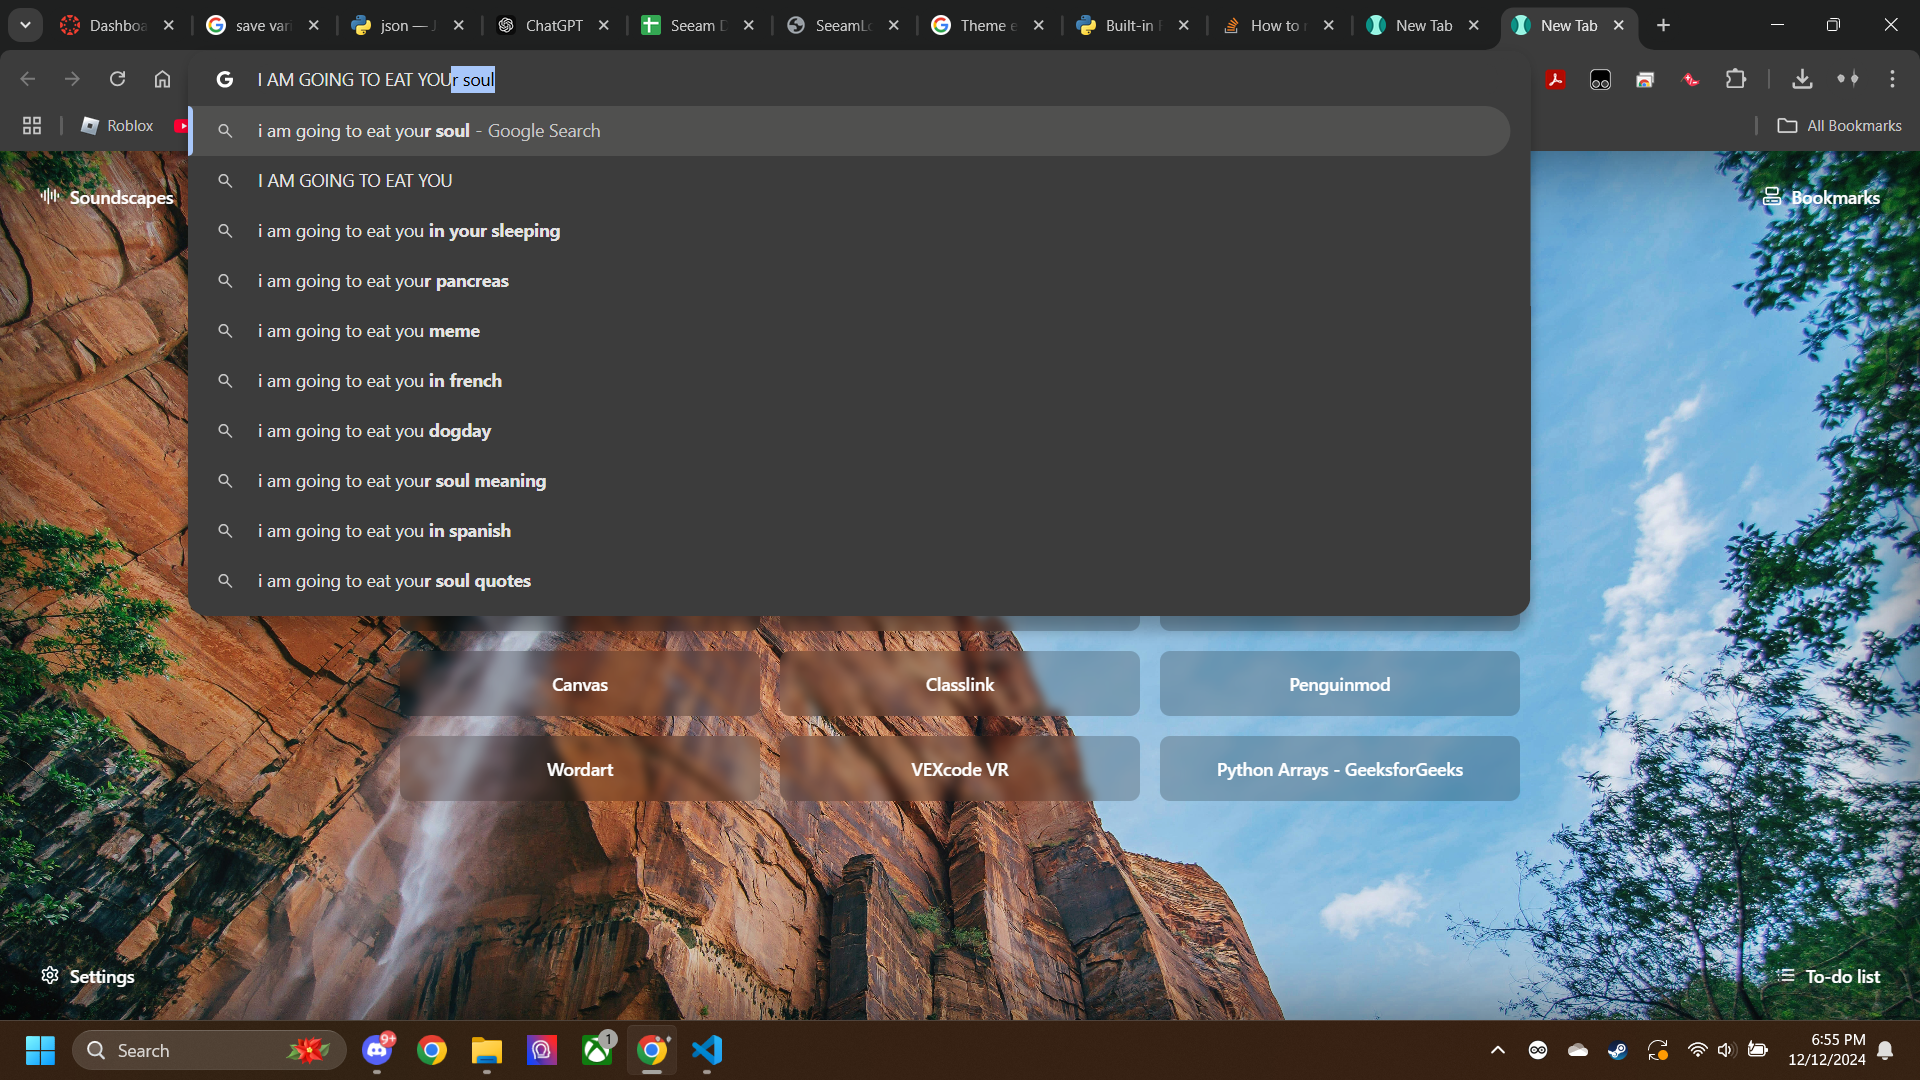 Dashboa
save vari
json — J
ChatGPT
Seeam D
SeeamLo
Theme e
Built-in F
How to r
New Tab
New Tab
I AM GOING TO EAT YOUr soul
Roblox
All Bookmarks
i am going to eat your soul - Google Search
I AM GOING TO EAT YOU
i am going to eat you in your sleeping
i am going to eat your pancreas
i am going to eat you meme
i am going to eat you in french
i am going to eat you dogday
i am going to eat your soul meaning
i am going to eat you in spanish
i am going to eat your soul quotes
Soundscapes
Bookmarks
Canvas
Classlink
Penguinmod
Wordart
VEXcode VR
Python Arrays - GeeksforGeeks
Settings
To-do list
Search
9+
1
6:55 PM
12/12/2024